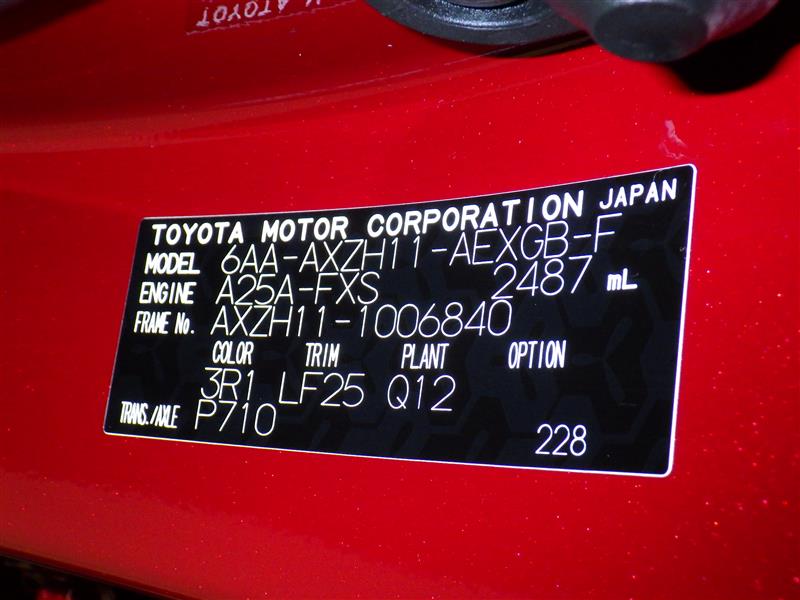 TOYOTA MOTOR CORPORATION JAPAN
MODEL 6AA-AXZH11-AEXGB-F
ENGINE A25A-FXS 2487 mL
FRAME No. AXZH11-1006840
COLOR TRIM PLANT OPTION
3R1 LF25 Q12
TRANS./AXLE P710
228